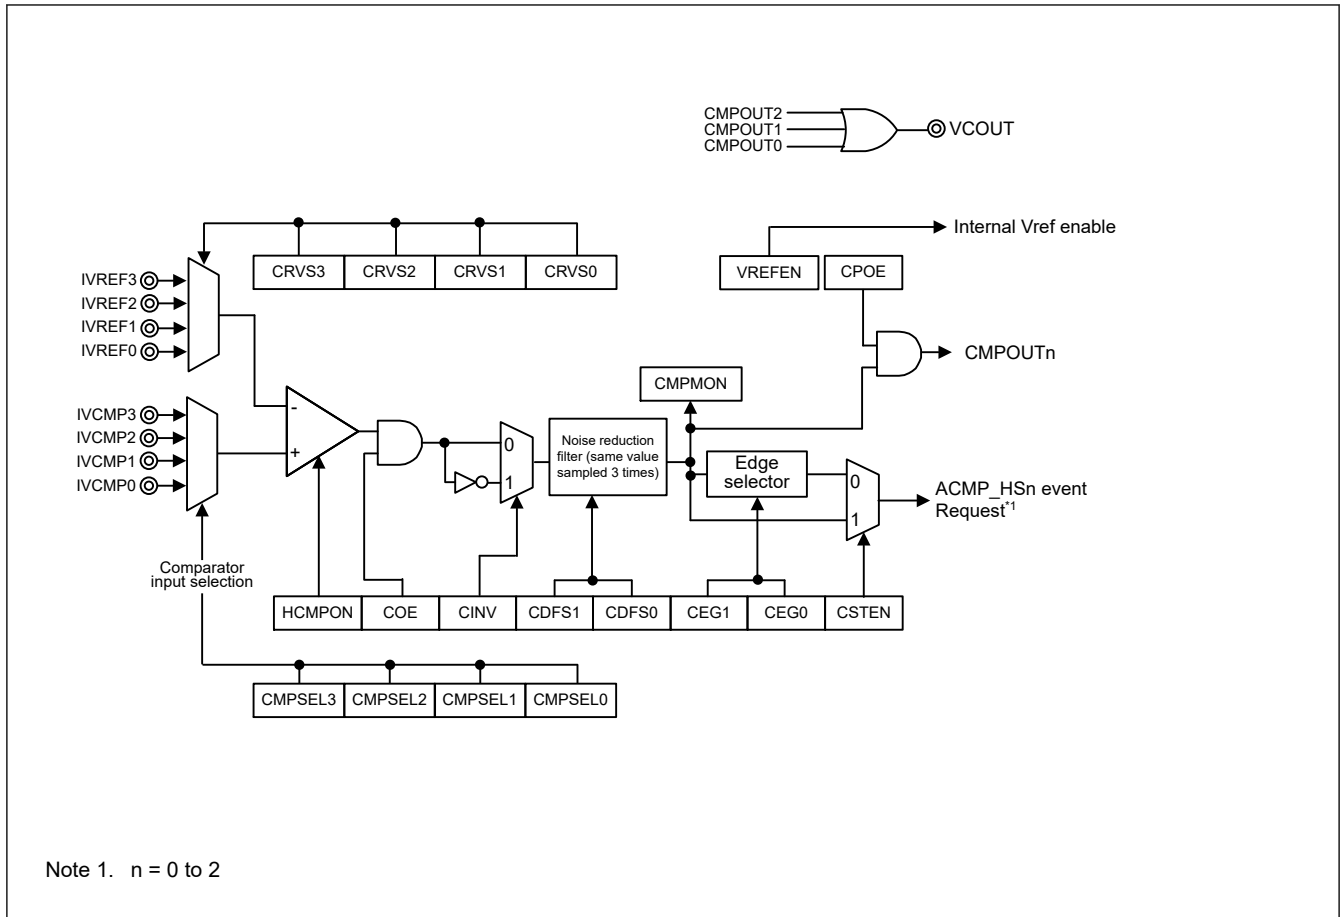 CMPOUT2
CMPOUT1
CMPOUT0
VCOUT
Internal Vref enable
VREFEN
CPOE
CRVS3
CRVS2
CRVS1
CRVS0
IVREF3
IVREF2
IVREF1
IVREF0
CMPOUTn
CMPMON
IVCMP3
IVCMP2
IVCMP1
IVCMP0
-
+
0
1
Noise reduction
filter (same value
sampled 3 times)
Edge
selector
0
1
ACMP_HSn event
Request*1
Comparator
input selection
HCMPON
COE
CINV
CDFS1
CDFS0
CEG1
CEG0
CSTEN
CMPSEL3
CMPSEL2
CMPSEL1
CMPSEL0
Note 1. n = 0 to 2